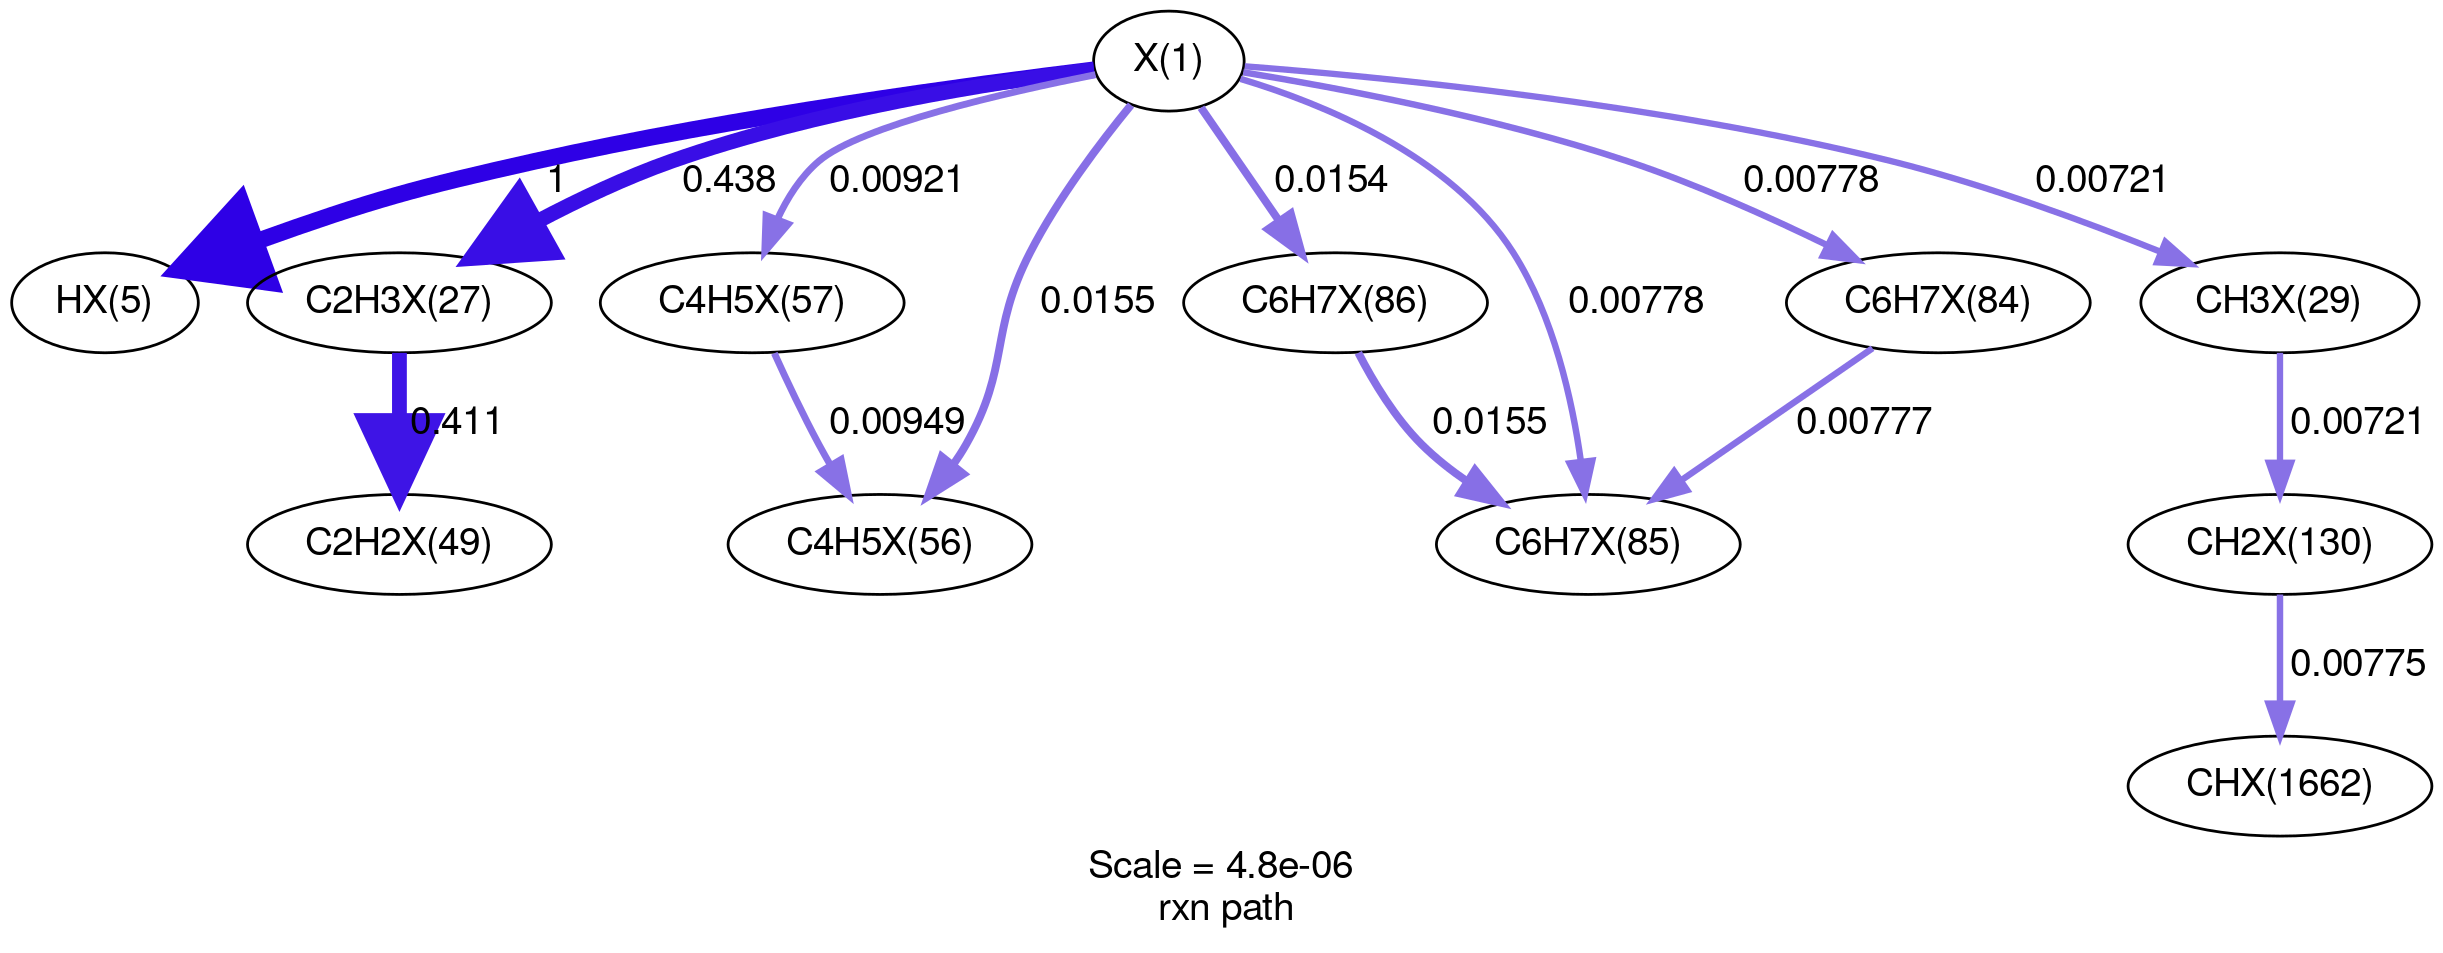 X(1)
1
0.438
0.00921
0.0154
0.00778
0.00721
HX(5)
C2H3X(27)
C4H5X(57)
0.0155
C6H7X(86)
0.00778
C6H7X(84)
CH3X(29)
0.411
0.00949
0.0155
0.00777
0.00721
C2H2X(49)
C4H5X(56)
C6H7X(85)
CH2X(130)
0.00775
CHX(1662)
Scale = 4.8e-06
rxn path